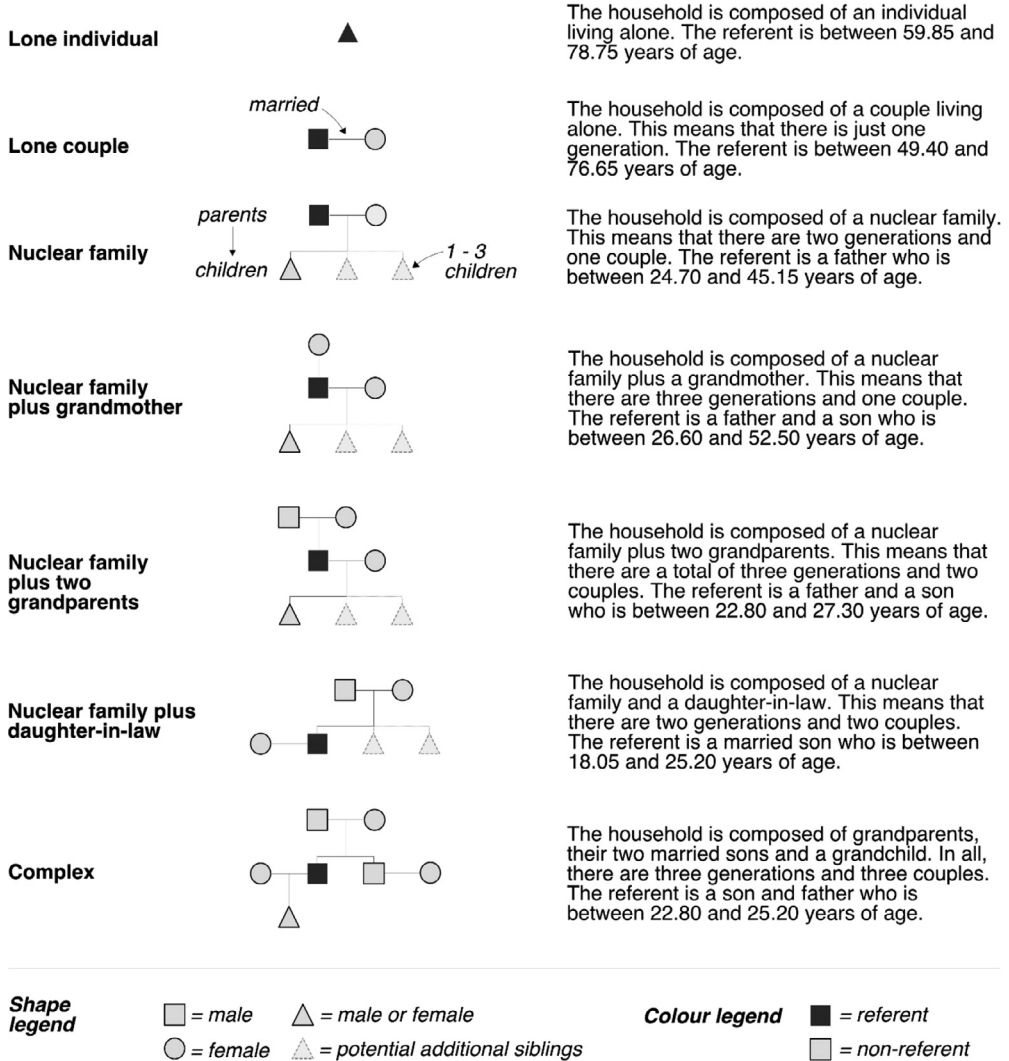 Lone individual
The household is composed of an individual
living alone. The referent is between 59.85 and
78.75 years of age.
married
Lone couple
The household is composed of a couple living
alone. This means that there is just one
generation. The referent is between 49.40 and
76.65 years of age.
parents
Nuclear family
children
1 - 3
children
The household is composed of a nuclear family.
This means that there are two generations and
one couple. The referent is a father who is
between 24.70 and 45.15 years of age.
Nuclear family
plus grandmother
The household is composed of a nuclear
family plus a grandmother. This means that
there are three generations and one couple.
The referent is a father and a son who is
between 26.60 and 52.50 years of age.
Nuclear family
plus two
grandparents
The household is composed of a nuclear
family plus two grandparents. This means that
there are a total of three generations and two
couples. The referent is a father and a son
who is between 22.80 and 27.30 years of age.
Nuclear family plus
daughter-in-law
The household is composed of a nuclear
family and a daughter-in-law. This means that
there are two generations and two couples.
The referent is a married son who is between
18.05 and 25.20 years of age.
Complex
The household is composed of grandparents,
their two married sons and a grandchild. In all,
there are three generations and three couples.
The referent is a son and father who is
between 22.80 and 25.20 years of age.
Shape
legend
= male
= male or female
= female
= potential additional siblings
Colour legend
= referent
= non-referent